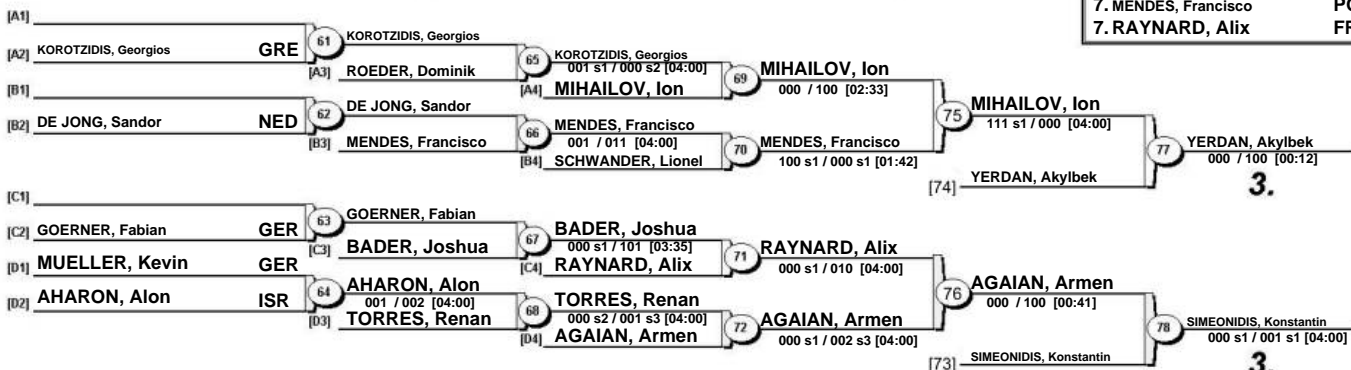 7. MENDES, Francisco
7. RAYNARD, Alix
[A1]
[A2] KOROTZIDIS, Georgios GRE
61
KOROTZIDIS, Georgios
[A3] ROEDER, Dominik
65
KOROTZIDIS, Georgios
001 s1 / 000 s2 [04:00]
[A4] MIHAILOV, Ion
69
MIHAILOV, Ion
000 / 100 [02:33]
[B1]
[B2] DE JONG, Sandor NED
62
DE JONG, Sandor
[B3] MENDES, Francisco
66
MENDES, Francisco
001 / 011 [04:00]
[B4] SCHWANDER, Lionel
70
MENDES, Francisco
100 s1 / 000 s1 [01:42]
75
MIHAILOV, Ion
111 s1 / 000 [04:00]
[74] YERDAN, Akylbek
77
YERDAN, Akylbek
000 / 100 [00:12]
3.
[C1]
[C2] GOERNER, Fabian GER
63
GOERNER, Fabian
[C3] BADER, Joshua
67
BADER, Joshua
000 s1 / 101 [03:35]
[C4] RAYNARD, Alix
71
RAYNARD, Alix
000 s1 / 010 [04:00]
[D1] MUELLER, Kevin GER
[D2] AHARON, Alon ISR
64
AHARON, Alon
001 / 002 [04:00]
[D3] TORRES, Renan
68
TORRES, Renan
000 s2 / 001 s3 [04:00]
[D4] AGAIAN, Armen
72
AGAIAN, Armen
000 s1 / 002 s3 [04:00]
76
AGAIAN, Armen
000 / 100 [00:41]
[73] SIMEONIDIS, Konstantin
78
SIMEONIDIS, Konstantin
000 s1 / 001 s1 [04:00]
3.